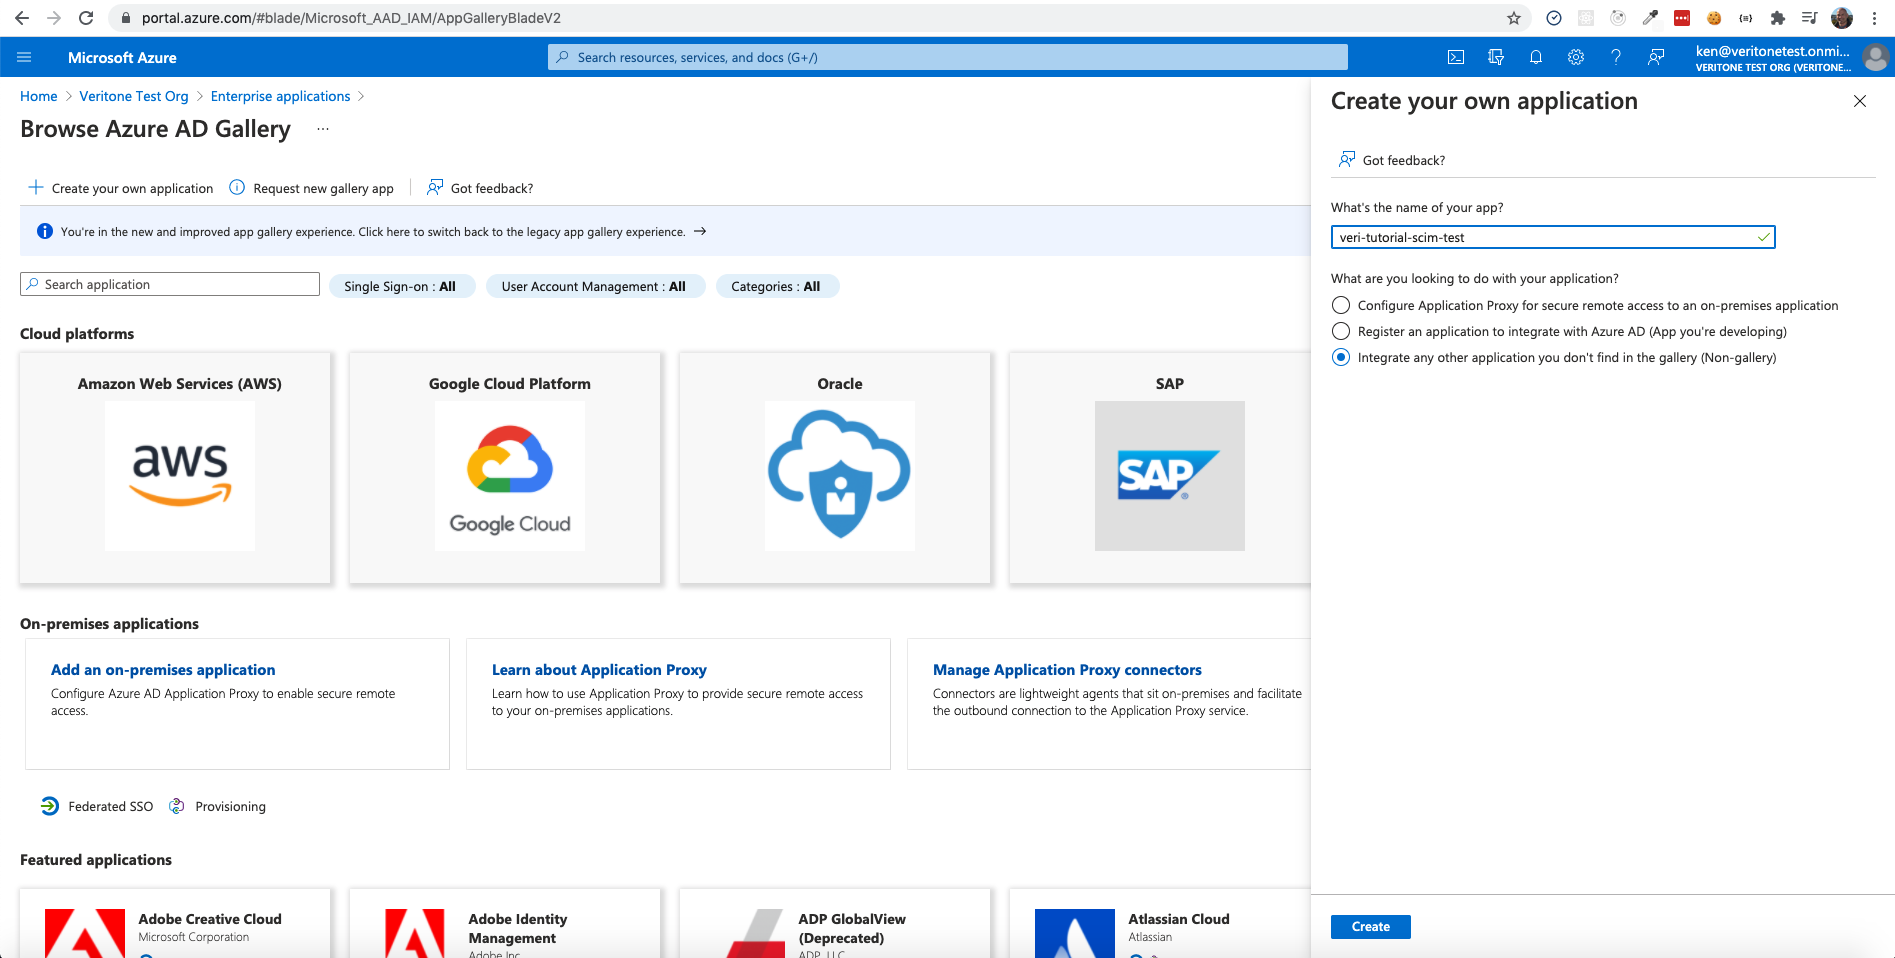 portal.azure.com/#blade/Microsoft_AAD_IAM/AppGalleryBladeV2
Microsoft Azure
Search resources, services, and docs (G+/)
ken@veritonetest.onmi...
VERITONE TEST ORG (VERITONE...
Home > Veritone Test Org > Enterprise applications >
Browse Azure AD Gallery ...
+ Create your own application
Request new gallery app
Got feedback?
You're in the new and improved app gallery experience. Click here to switch back to the legacy app gallery experience. →
Search application
Single Sign-on : All
User Account Management : All
Categories : All
Cloud platforms
Amazon Web Services (AWS)
aws
Google Cloud Platform
Google Cloud
Oracle
SAP
SAP®
On-premises applications
Add an on-premises application
Configure Azure AD Application Proxy to enable secure remote
access.
Learn about Application Proxy
Learn how to use Application Proxy to provide secure remote access
to your on-premises applications.
Manage Application Proxy connectors
Connectors are lightweight agents that sit on-premises and facilitate
the outbound connection to the Application Proxy service.
Federated SSO
Provisioning
Featured applications
Adobe Creative Cloud
Microsoft Corporation
Adobe Identity
Management
Adobe Inc
ADP GlobalView
(Deprecated)
ADP, LLC
Atlassian Cloud
Atlassian
Create your own application
Got feedback?
What's the name of your app?
veri-tutorial-scim-test
What are you looking to do with your application?
Configure Application Proxy for secure remote access to an on-premises application
Register an application to integrate with Azure AD (App you're developing)
Integrate any other application you don't find in the gallery (Non-gallery)
Create